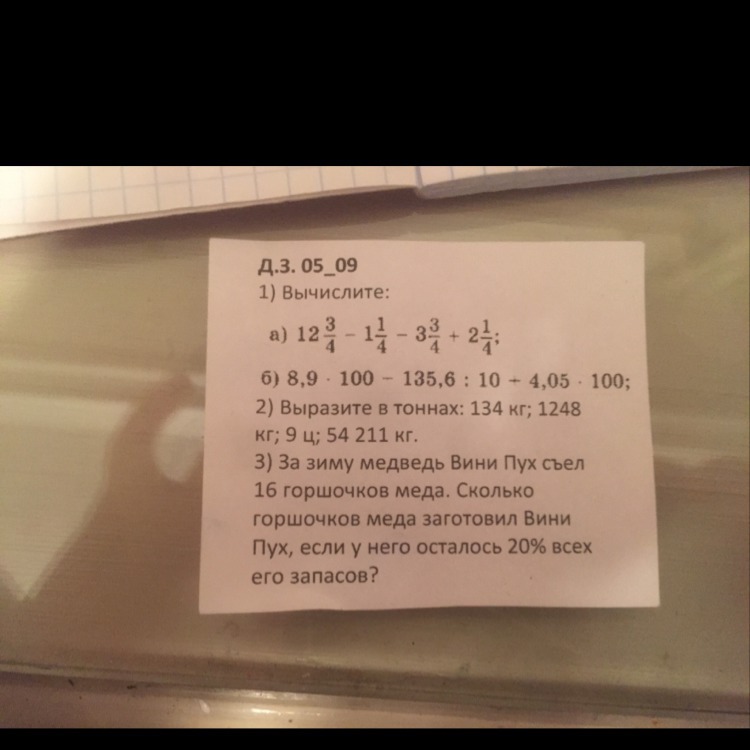 Д.З. 05_09
1) Вычислите:
а) 12 3/4 − 1 1/4 − 3 3/4 + 2 1/4;
б) 8,9 · 100 − 135,6 : 10 + 4,05 · 100;
2) Выразите в тоннах: 134 кг; 1248
кг; 9 ц; 54 211 кг.
3) За зиму медведь Вини Пух съел
16 горшочков меда. Сколько
горшочков меда заготовил Вини
Пух, если у него осталось 20% всех
его запасов?